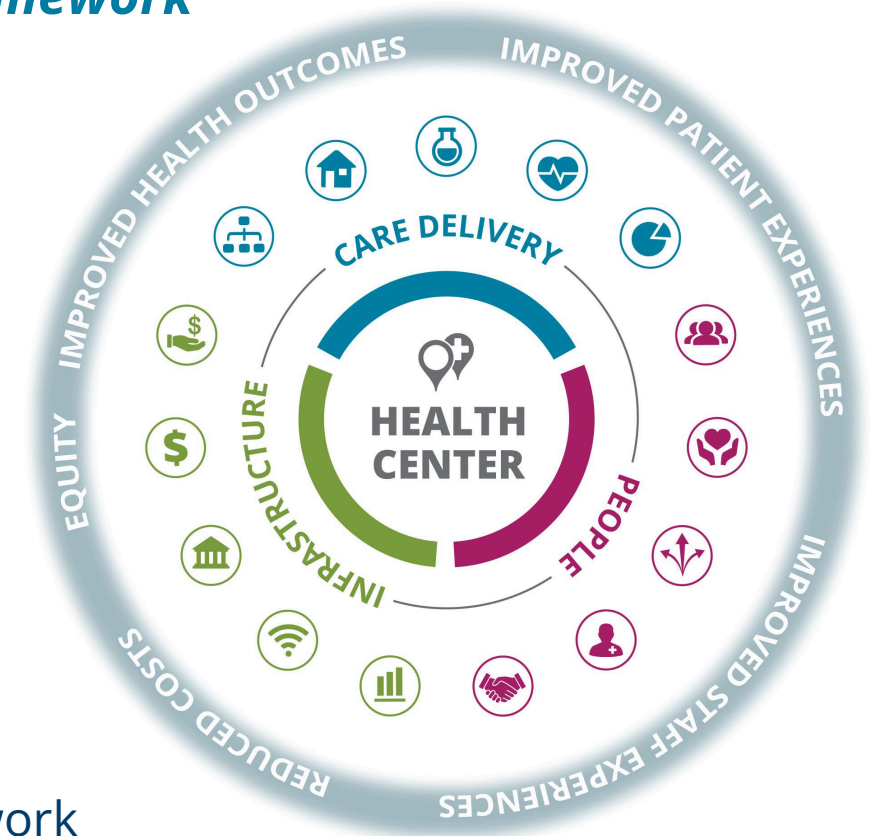 IMPROVED HEALTH OUTCOMES
IMPROVED PATIENT EXPERIENCES
IMPROVED STAFF EXPERIENCES
REDUCED COSTS
EQUITY
CARE DELIVERY
PEOPLE
INFRASTRUCTURE
HEALTH
CENTER
$
$